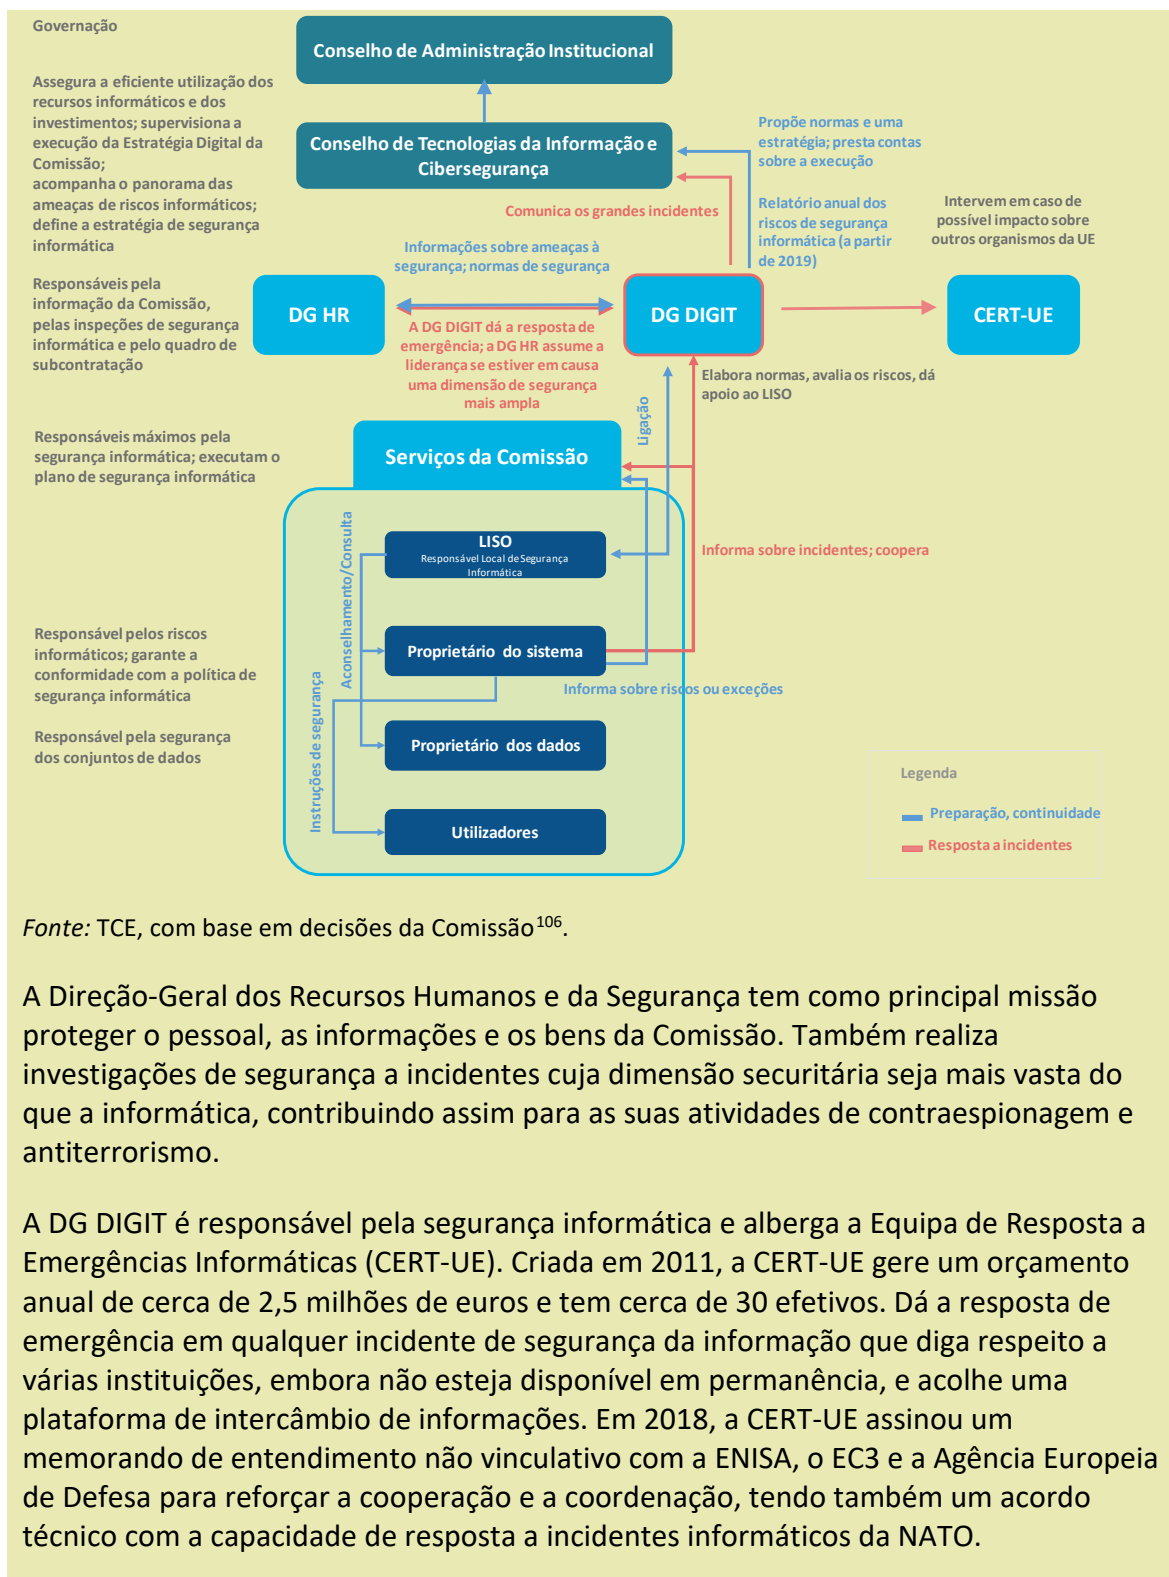 Governação
Conselho de Administração Institucional
Assegura a eficiente utilização dos
recursos informáticos e dos
investimentos; supervisiona a
execução da Estratégia Digital da
Comissão;
acompanha o panorama das
ameaças de riscos informáticos;
define a estratégia de segurança
informática
Conselho de Tecnologias da Informação e
Cibersegurança
Propõe normas e uma
estratégia; presta contas
sobre a execução
Comunica os grandes incidentes
Relatório anual dos
riscos de segurança
informática (a partir
de 2019)
Intervem em caso de
possível impacto sobre
outros organismos da UE
Informações sobre ameaças à
segurança; normas de segurança
Responsáveis pela
informação da Comissão,
pelas inspeções de segurança
informática e pelo quadro de
subcontratação
DG HR
DG DIGIT
CERT-UE
A DG DIGIT dá a resposta de
emergência; a DG HR assume a
liderança se estiver em causa
uma dimensão de segurança
mais ampla
Elabora normas, avalia os riscos, dá
apoio ao LISO
Ligação
Responsáveis máximos pela
segurança informática; executam o
plano de segurança informática
Serviços da Comissão
LISO
Responsável Local de Segurança
Informática
Aconselhamento/Consulta
Informa sobre incidentes; coopera
Responsável pelos riscos
informáticos; garante a
conformidade com a política de
segurança informática
Proprietário do sistema
Informa sobre riscos ou exceções
Instruções de segurança
Responsável pela segurança
dos conjuntos de dados
Proprietário dos dados
Utilizadores
Legenda
Preparação, continuidade
Resposta a incidentes
Fonte: TCE, com base em decisões da Comissão106.
A Direção-Geral dos Recursos Humanos e da Segurança tem como principal missão
proteger o pessoal, as informações e os bens da Comissão. Também realiza
investigações de segurança a incidentes cuja dimensão securitária seja mais vasta do
que a informática, contribuindo assim para as suas atividades de contraespionagem e
antiterrorismo.
A DG DIGIT é responsável pela segurança informática e alberga a Equipa de Resposta a
Emergências Informáticas (CERT-UE). Criada em 2011, a CERT-UE gere um orçamento
anual de cerca de 2,5 milhões de euros e tem cerca de 30 efetivos. Dá a resposta de
emergência em qualquer incidente de segurança da informação que diga respeito a
várias instituições, embora não esteja disponível em permanência, e acolhe uma
plataforma de intercâmbio de informações. Em 2018, a CERT-UE assinou um
memorando de entendimento não vinculativo com a ENISA, o EC3 e a Agência Europeia
de Defesa para reforçar a cooperação e a coordenação, tendo também um acordo
técnico com a capacidade de resposta a incidentes informáticos da NATO.